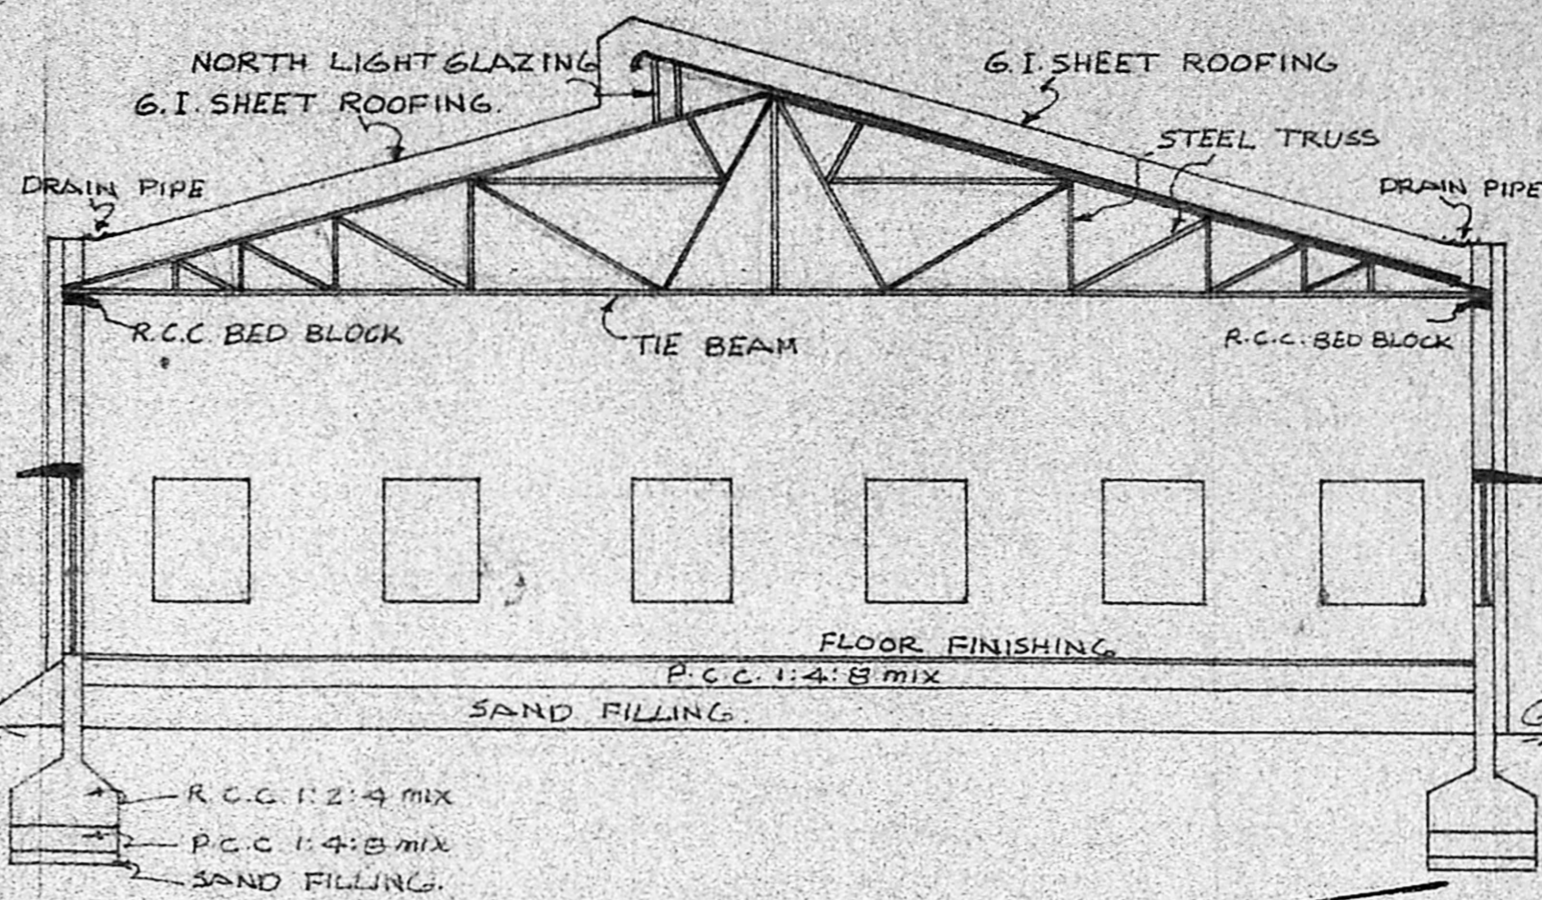 NORTH LIGHT GLAZING
G.I. SHEET ROOFING
G.I. SHEET ROOFING.
STEEL TRUSS
DRAIN PIPE
DRAIN PIPE
R.C.C BED BLOCK
TIE BEAM
R.C.C. BED BLOCK
FLOOR FINISHING
P.C.C. 1:4:8 mix
SAND FILLING.
R.C.C. 1:2:4 mix
P.C.C 1:4:8 mix
SAND FILLING.